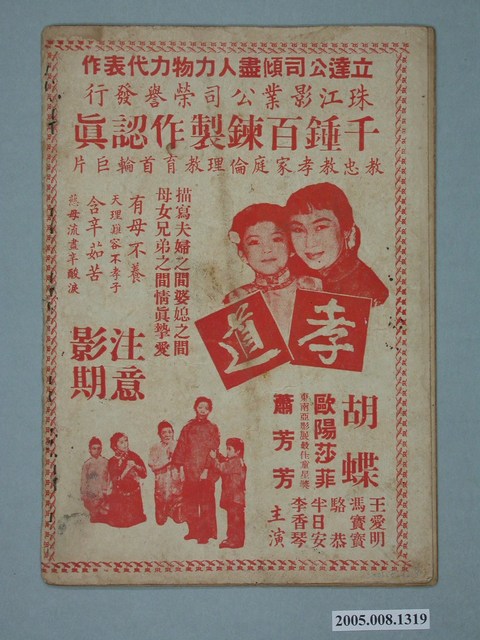 立達公司傾盡人力物力代表作
珠江影業公司榮譽發行
千錘百鍊製作認眞
教忠教孝家庭倫理教育首輪巨片
描寫夫婦之間婆媳之間
母女兄弟之間情眞摯愛
有母不養
天理難容不孝子
含辛茹苦
慈母流盡辛酸淚
孝道
注意
影期
胡蝶
歐陽莎菲
東南亞影展最佳童星獎
蕭芳芳
王愛明
馮寶寶
駱恭
半日安
李香琴
主演
2005.008.1319